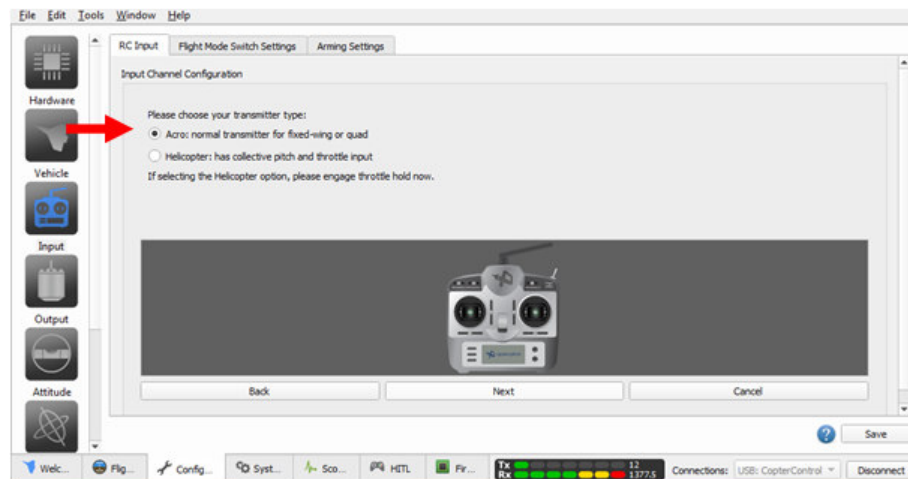 File Edit Tools Window Help
RC Input Flight Mode Switch Settings Arming Settings
Input Channel Configuration
Hardware
Please choose your transmitter type:
Acro: normal transmitter for fixed-wing or quad
Helicopter: has collective pitch and throttle input
Vehicle
If selecting the Helicopter option, please engage throttle hold now.
Input
Output
Attitude
Back Next Cancel
? Save
Welc... Flig... Config... Syst... Sco... HITL Fir... Tx 12 Connections: USB: CopterControl Disconnect
Rx 1377.5